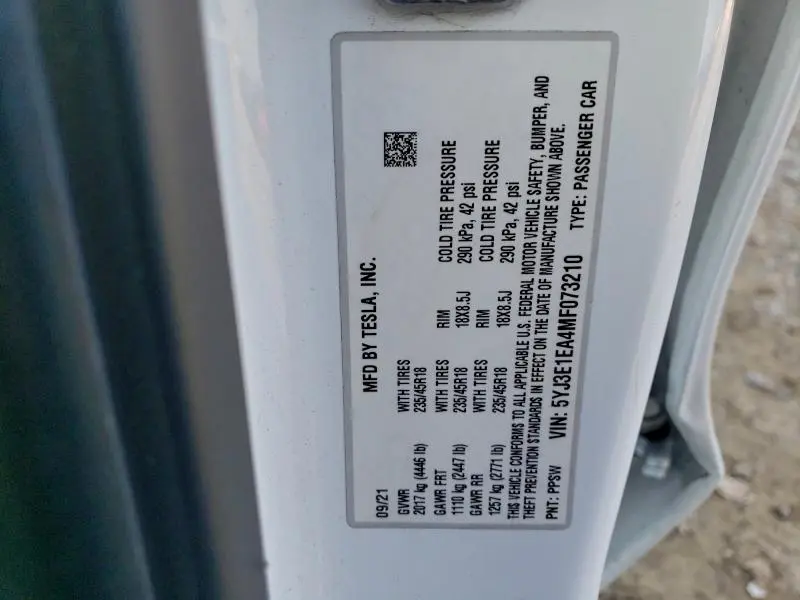 MFD BY TESLA, INC.
09/21
GVWR WITH TIRES
2017 kg (4446 lb) 235/45R18
GAWR FRT WITH TIRES RIM COLD TIRE PRESSURE
1110 kg (2447 lb) 235/45R18 18X8.5J 290 kPa, 42 psi
GAWR RR WITH TIRES RIM COLD TIRE PRESSURE
1257 kg (2771 lb) 235/45R18 18X8.5J 290 kPa, 42 psi
THIS VEHICLE CONFORMS TO ALL APPLICABLE U.S. FEDERAL MOTOR VEHICLE SAFETY, BUMPER, AND
THEFT PREVENTION STANDARDS IN EFFECT ON THE DATE OF MANUFACTURE SHOWN ABOVE.
PNT: PPSW VIN: 5YJ3E1EA4MF073210 TYPE: PASSENGER CAR